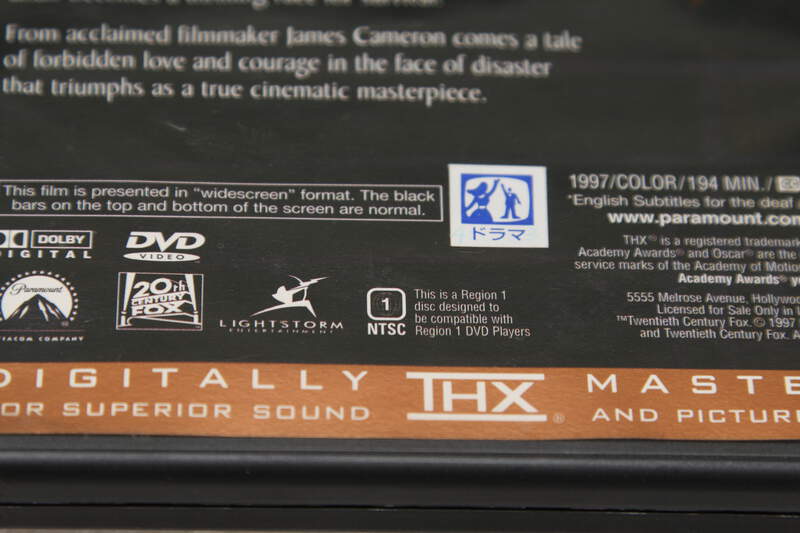 From acclaimed filmmaker James Cameron comes a tale
of forbidden love and courage in the face of disaster
that triumphs as a true cinematic masterpiece.
This film is presented in "widescreen" format. The black
bars on the top and bottom of the screen are normal.
ドラマ
1997/COLOR/194 MIN./
*English Subtitles for the deaf
www.paramount.com
DOLBY
DIGITAL
DVD
VIDEO
THX® is a registered trademark
Academy Awards® and Oscar® are the
service marks of the Academy of Motion
Academy Awards®
Paramount
VIACOM COMPANY
20TH
CENTURY
FOX
LIGHTSTORM
ENTERTAINMENT
1
NTSC
This is a Region 1
disc designed to
be compatible with
Region 1 DVD Players
5555 Melrose Avenue, Hollywood
Licensed for Sale Only in
™Twentieth Century Fox. © 1997
and Twentieth Century Fox
DIGITALLY THX® MASTE
OR SUPERIOR SOUND AND PICTUR